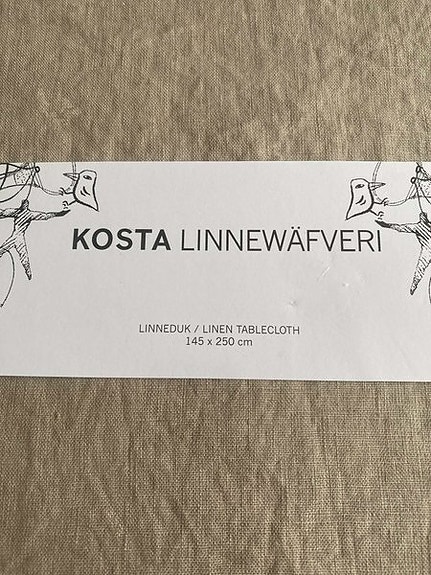 KOSTA LINNEWÄFVERI
LINNEDUK / LINEN TABLECLOTH
145 x 250 cm